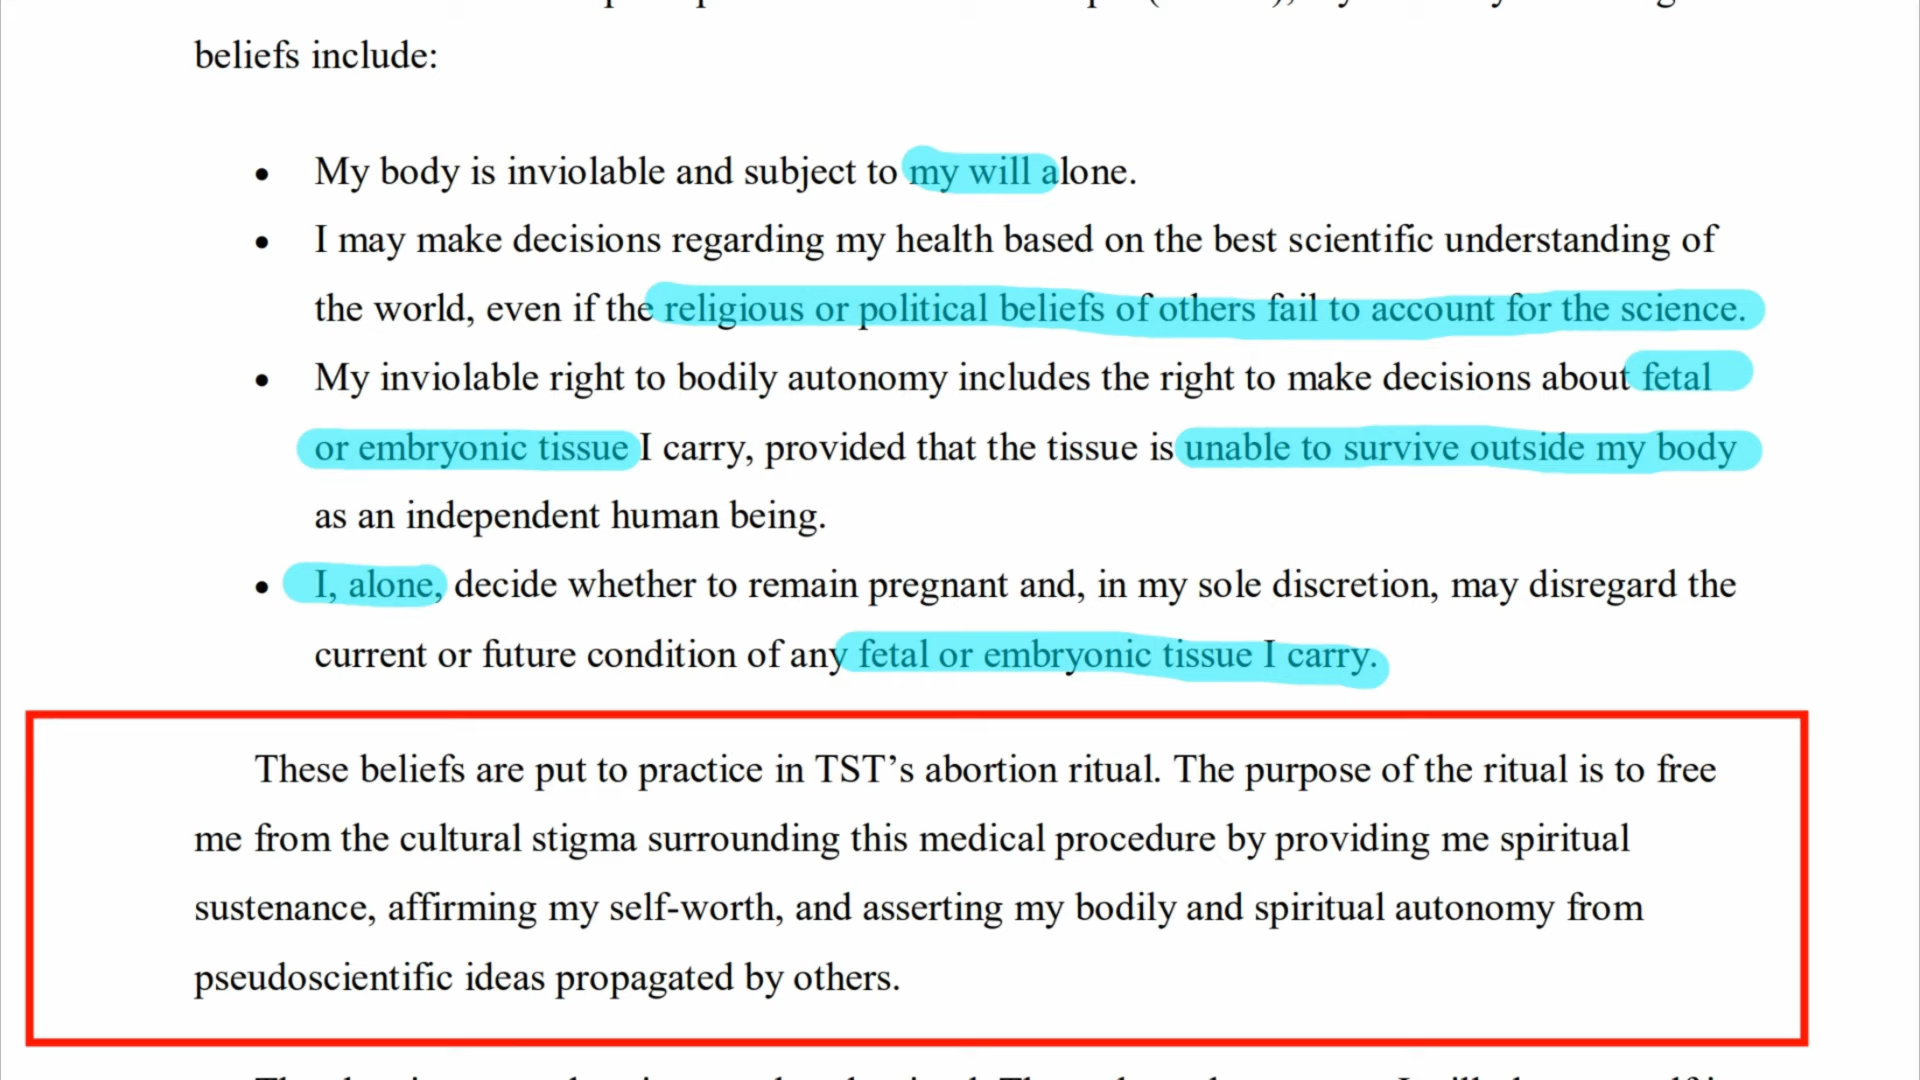 beliefs include:
• My body is inviolable and subject to my will alone.
• I may make decisions regarding my health based on the best scientific understanding of
the world, even if the religious or political beliefs of others fail to account for the science.
• My inviolable right to bodily autonomy includes the right to make decisions about fetal
or embryonic tissue I carry, provided that the tissue is unable to survive outside my body
as an independent human being.
• I, alone, decide whether to remain pregnant and, in my sole discretion, may disregard the
current or future condition of any fetal or embryonic tissue I carry.
These beliefs are put to practice in TST’s abortion ritual. The purpose of the ritual is to free
me from the cultural stigma surrounding this medical procedure by providing me spiritual
sustenance, affirming my self-worth, and asserting my bodily and spiritual autonomy from
pseudoscientific ideas propagated by others.